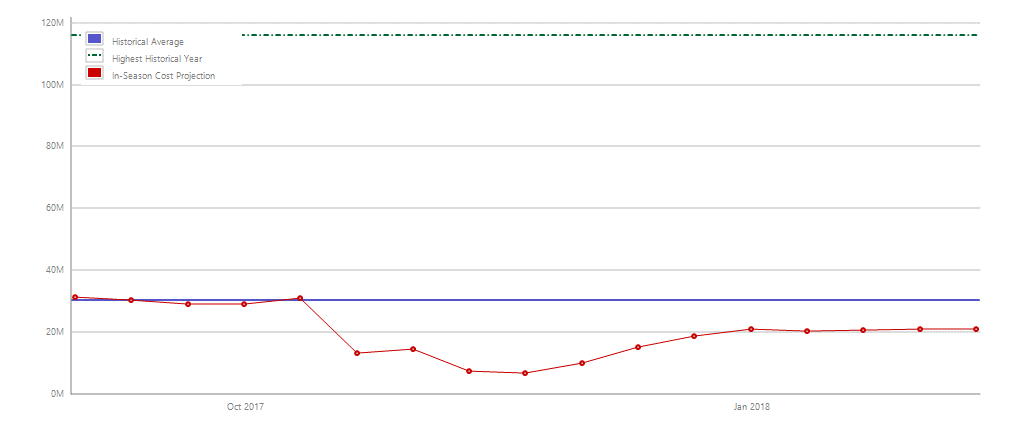 120M
Historical Average
Highest Historical Year
In-Season Cost Projection
100M
80M
60M
40M
20M
0M
Oct 2017 Jan 2018